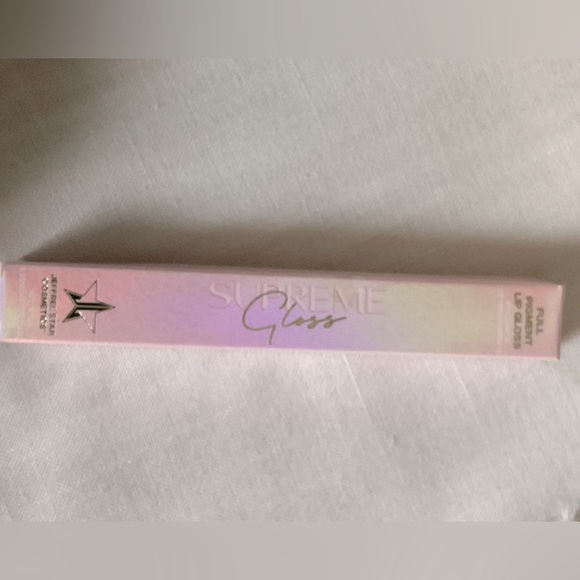 JEFFREE STAR
COSMETICS
SUPREME
Gloss
FULL
PIGMENT
LIP GLOSS